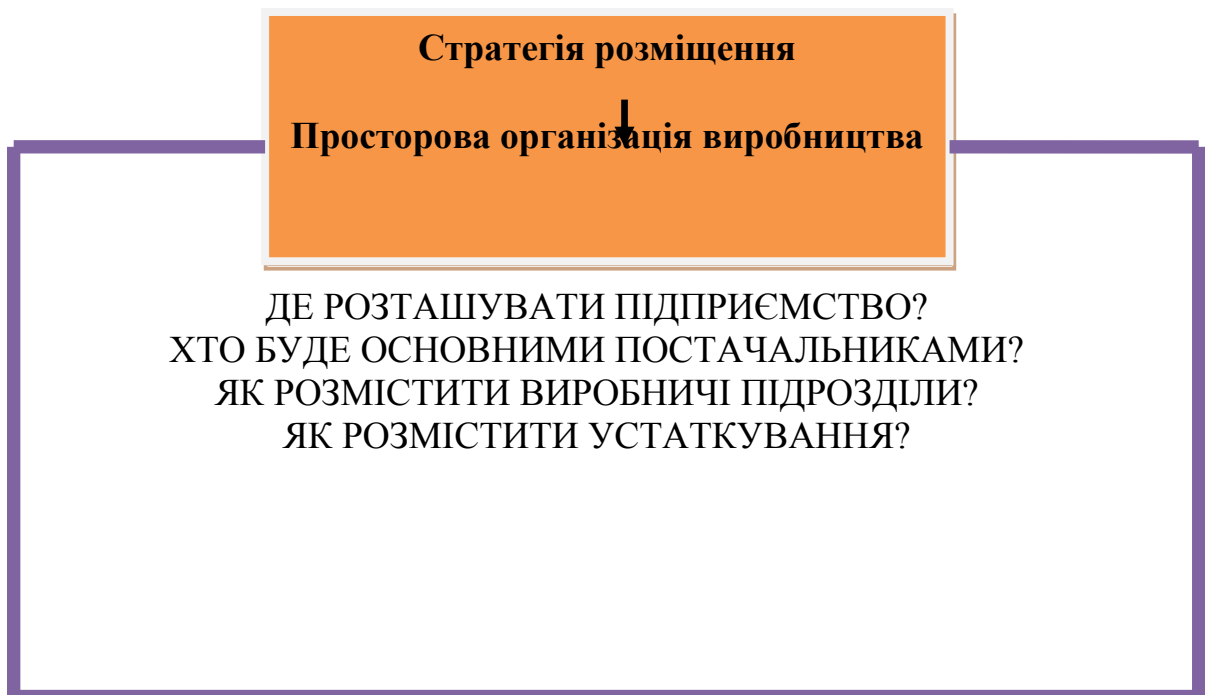 Стратегія розміщення
Просторова організація виробництва
ДЕ РОЗТАШУВАТИ ПІДПРИЄМСТВО?
ХТО БУДЕ ОСНОВНИМИ ПОСТАЧАЛЬНИКАМИ?
ЯК РОЗМІСТИТИ ВИРОБНИЧІ ПІДРОЗДІЛИ?
ЯК РОЗМІСТИТИ УСТАТКУВАННЯ?